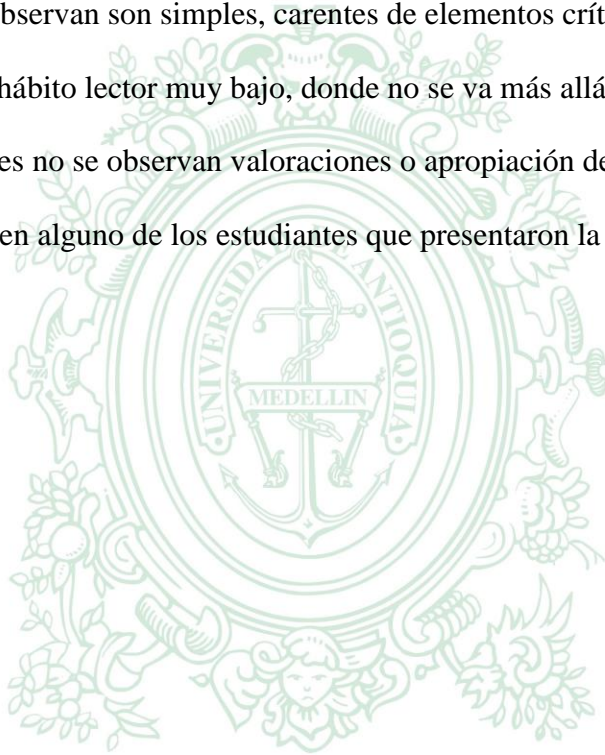 observan son simples, carentes de elementos crít
hábito lector muy bajo, donde no se va más allá
es no se observan valoraciones o apropiación de
en alguno de los estudiantes que presentaron la
UNIVERSIDAD DE ANTIOQUIA
MEDELLIN